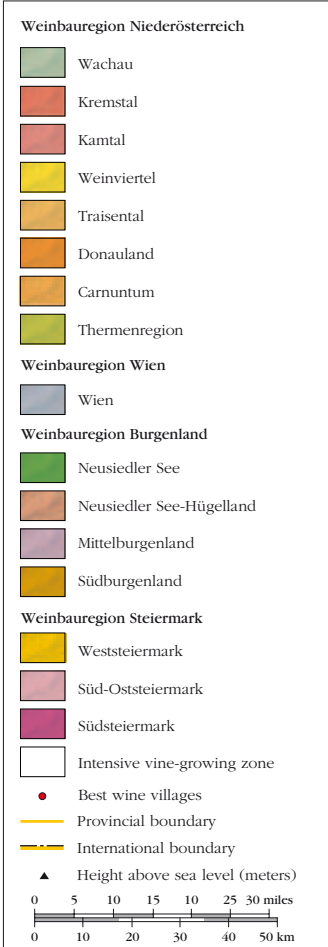 Weinbauregion Niederösterreich
Wachau
Kremstal
Kamtal
Weinviertel
Traisental
Donauland
Carnuntum
Thermenregion
Weinbauregion Wien
Wien
Weinbauregion Burgenland
Neusiedler See
Neusiedler See-Hügelland
Mittelburgenland
Südburgenland
Weinbauregion Steiermark
Weststeiermark
Süd-Oststeiermark
Südsteiermark
Intensive vine-growing zone
Best wine villages
Provincial boundary
International boundary
Height above sea level (meters)
0 5 10 15 10 25 30 miles
0 10 20 30 40 50 km